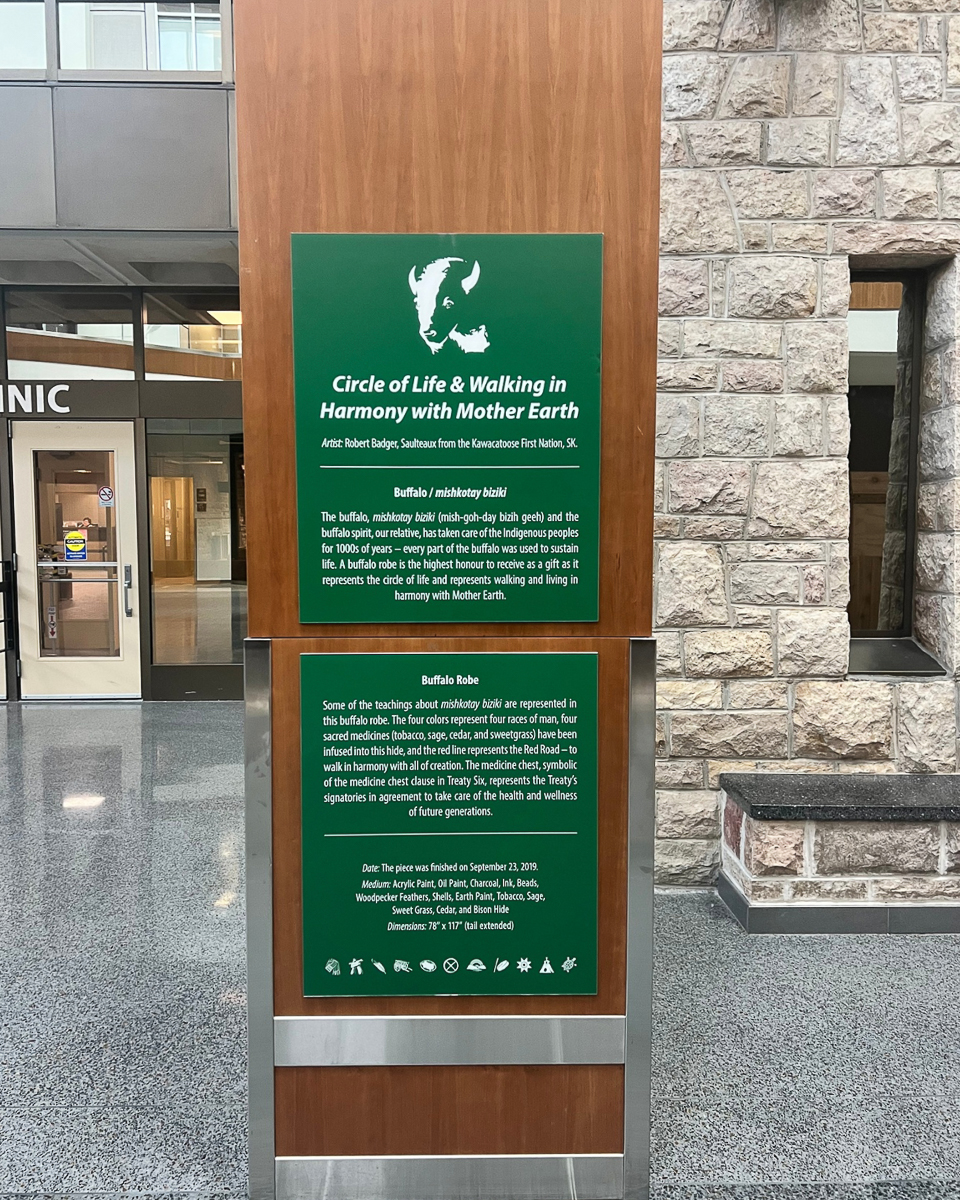 NIC
CAUTION
Circle of Life & Walking in
Harmony with Mother Earth
Artist: Robert Badger, Saulteaux from the Kawacatoose First Nation, SK.
Buffalo / mishkotay biziki
The buffalo, mishkotay biziki (mish-goh-day bizih geeh) and the
buffalo spirit, our relative, has taken care of the Indigenous peoples
for 1000s of years – every part of the buffalo was used to sustain
life. A buffalo robe is the highest honour to receive as a gift as it
represents the circle of life and represents walking and living in
harmony with Mother Earth.
Buffalo Robe
Some of the teachings about mishkotay biziki are represented in
this buffalo robe. The four colors represent four races of man, four
sacred medicines (tobacco, sage, cedar, and sweetgrass) have been
infused into this hide, and the red line represents the Red Road – to
walk in harmony with all of creation. The medicine chest, symbolic
of the medicine chest clause in Treaty Six, represents the Treaty's
signatories in agreement to take care of the health and wellness
of future generations.
Date: The piece was finished on September 23, 2019.
Medium: Acrylic Paint, Oil Paint, Charcoal, Ink, Beads,
Woodpecker Feathers, Shells, Earth Paint, Tobacco, Sage,
Sweet Grass, Cedar, and Bison Hide
Dimensions: 78" x 117" (tail extended)